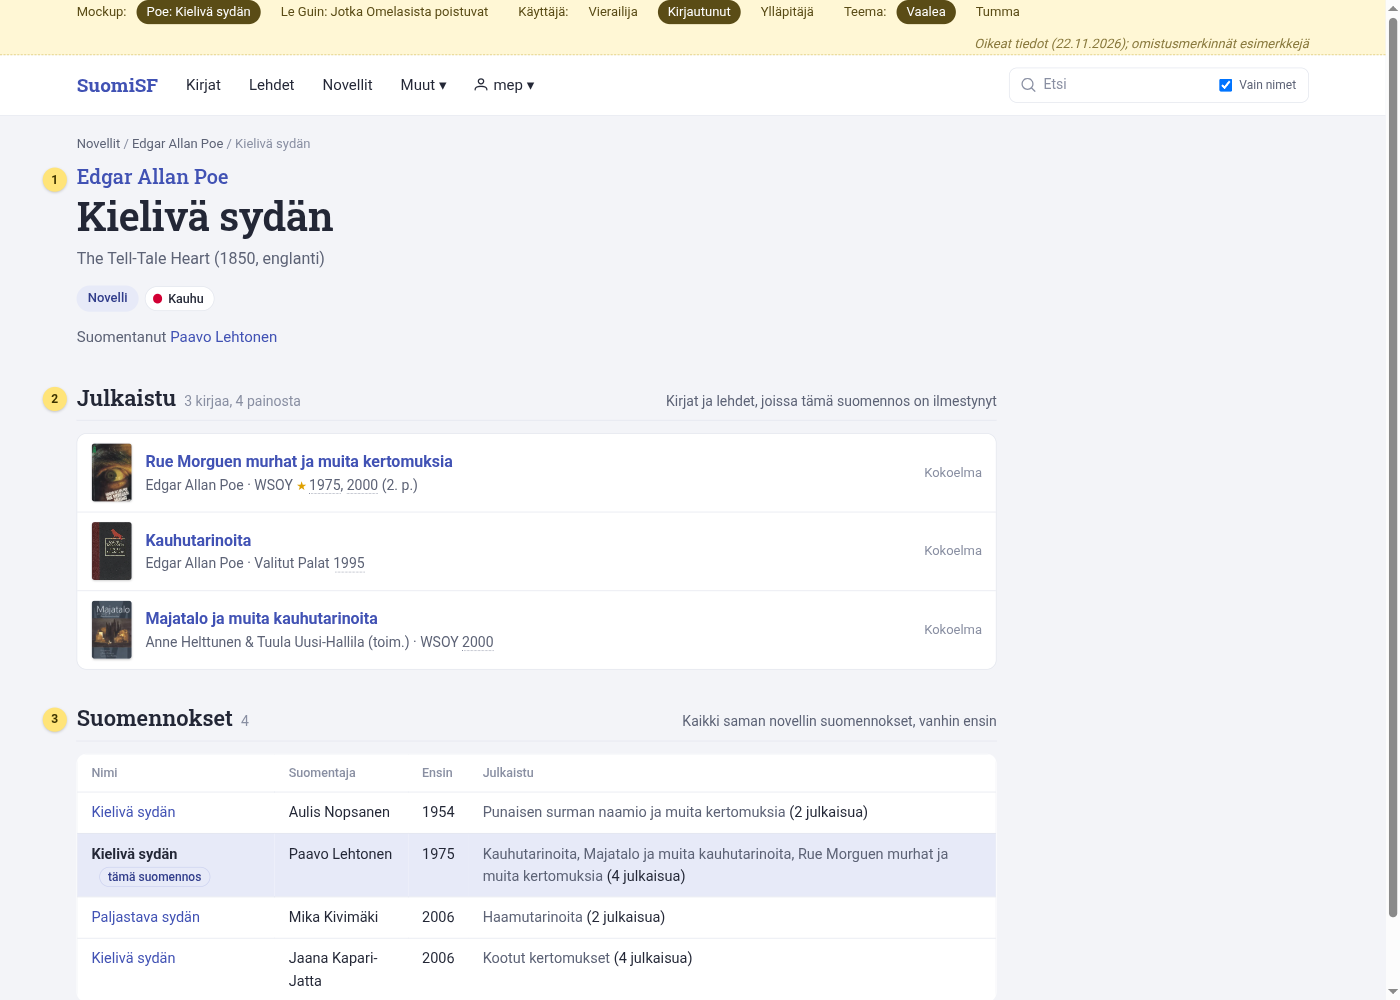 Mockup: Poe: Kielivä sydän Le Guin: Jotka Omelasista poistuvat Käyttäjä: Vierailija Kirjautunut Ylläpitäjä Teema: Vaalea Tumma
Oikeat tiedot (22.11.2026); omistusmerkinnät esimerkkejä
SuomiSF Kirjat Lehdet Novellit Muut ▾ mep ▾ Etsi Vain nimet
Novellit / Edgar Allan Poe / Kielivä sydän
1 Edgar Allan Poe
Kielivä sydän
The Tell-Tale Heart (1850, englanti)
Novelli Kauhu
Suomentanut Paavo Lehtonen
2 Julkaistu 3 kirjaa, 4 painosta Kirjat ja lehdet, joissa tämä suomennos on ilmestynyt
Rue Morguen murhat ja muita kertomuksia
Edgar Allan Poe · WSOY ★ 1975, 2000 (2. p.)
Kokoelma
Kauhutarinoita
Edgar Allan Poe · Valitut Palat 1995
Kokoelma
Majatalo
Majatalo ja muita kauhutarinoita
Anne Helttunen & Tuula Uusi-Hallila (toim.) · WSOY 2000
Kokoelma
3 Suomennokset 4 Kaikki saman novellin suomennokset, vanhin ensin
Nimi Suomentaja Ensin Julkaistu
Kielivä sydän Aulis Nopsanen 1954 Punaisen surman naamio ja muita kertomuksia (2 julkaisua)
Kielivä sydän Paavo Lehtonen 1975 Kauhutarinoita, Majatalo ja muita kauhutarinoita, Rue Morguen murhat ja
tämä suomennos muita kertomuksia (4 julkaisua)
Paljastava sydän Mika Kivimäki 2006 Haamutarinoita (2 julkaisua)
Kielivä sydän Jaana Kapari- 2006 Kootut kertomukset (4 julkaisua)
Jatta